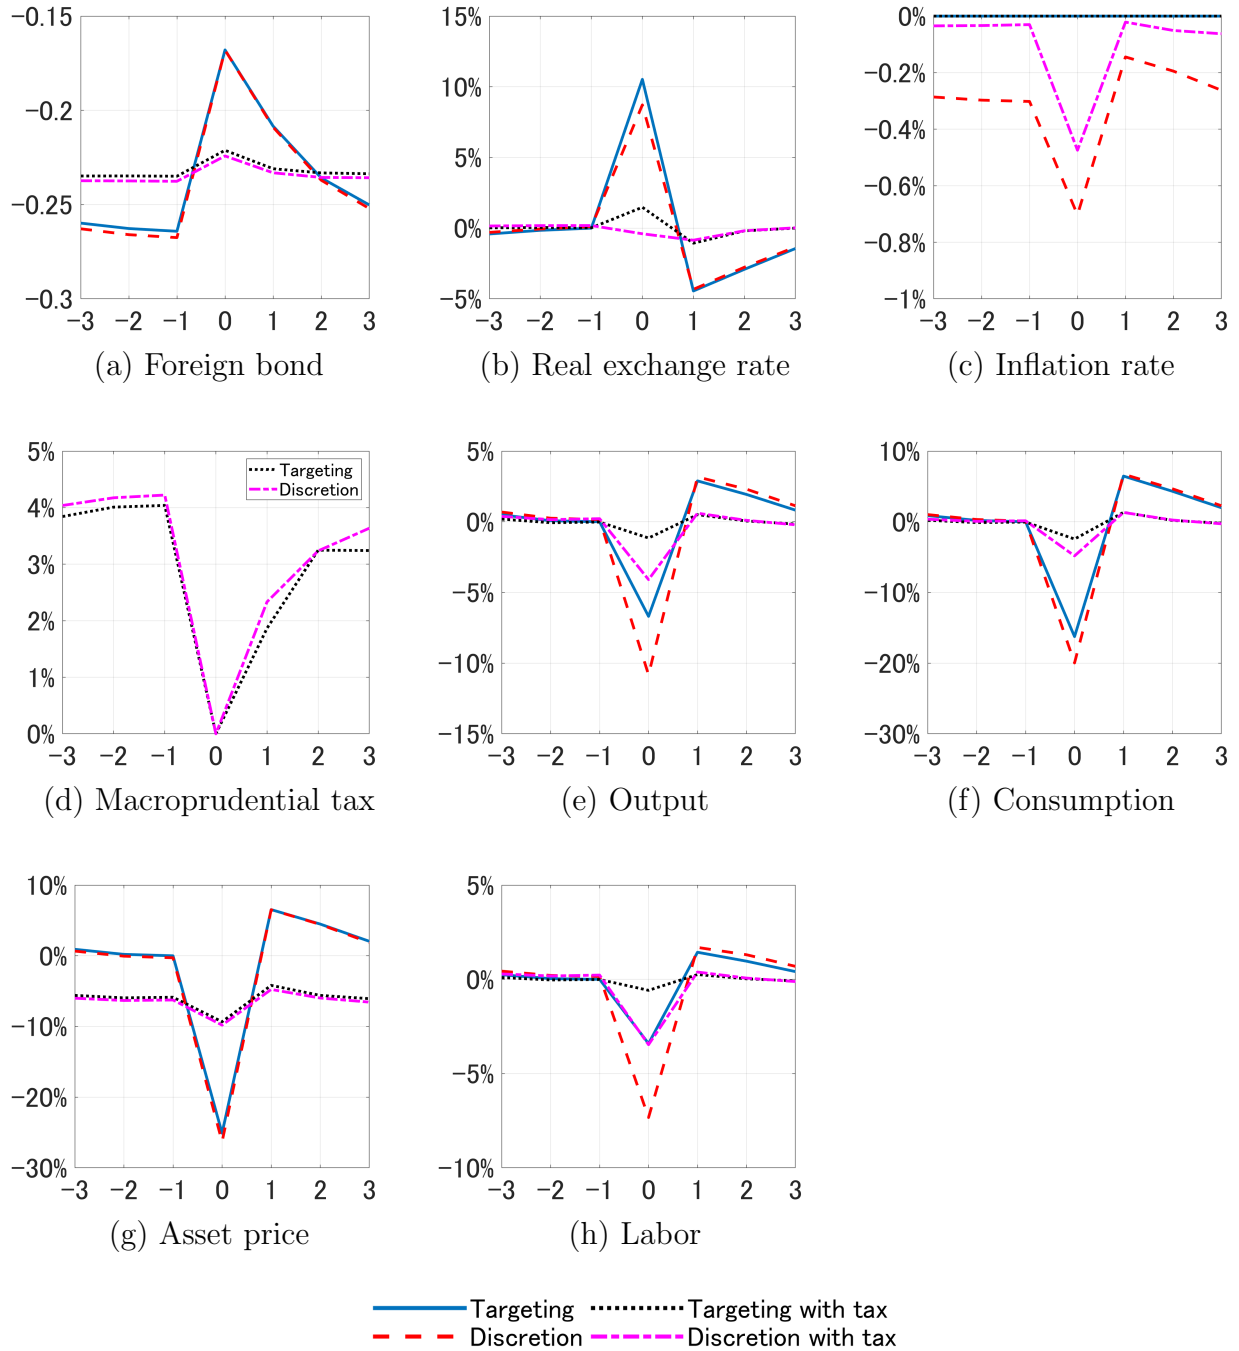 −0.15
−0.2
−0.25
−0.3
−3 −2 −1 0 1 2 3
(a) Foreign bond
15%
10%
5%
0%
−5%
−3 −2 −1 0 1 2 3
(b) Real exchange rate
0%
−0.2%
−0.4%
−0.6%
−0.8%
−1%
−3 −2 −1 0 1 2 3
(c) Inflation rate
5%
4%
3%
2%
1%
0%
Targeting
Discretion
−3 −2 −1 0 1 2 3
(d) Macroprudential tax
5%
0%
−5%
−10%
−15%
−3 −2 −1 0 1 2 3
(e) Output
10%
0%
−10%
−20%
−30%
−3 −2 −1 0 1 2 3
(f) Consumption
10%
0%
−10%
−20%
−30%
−3 −2 −1 0 1 2 3
(g) Asset price
5%
0%
−5%
−10%
−3 −2 −1 0 1 2 3
(h) Labor
Targeting Targeting with tax
Discretion Discretion with tax